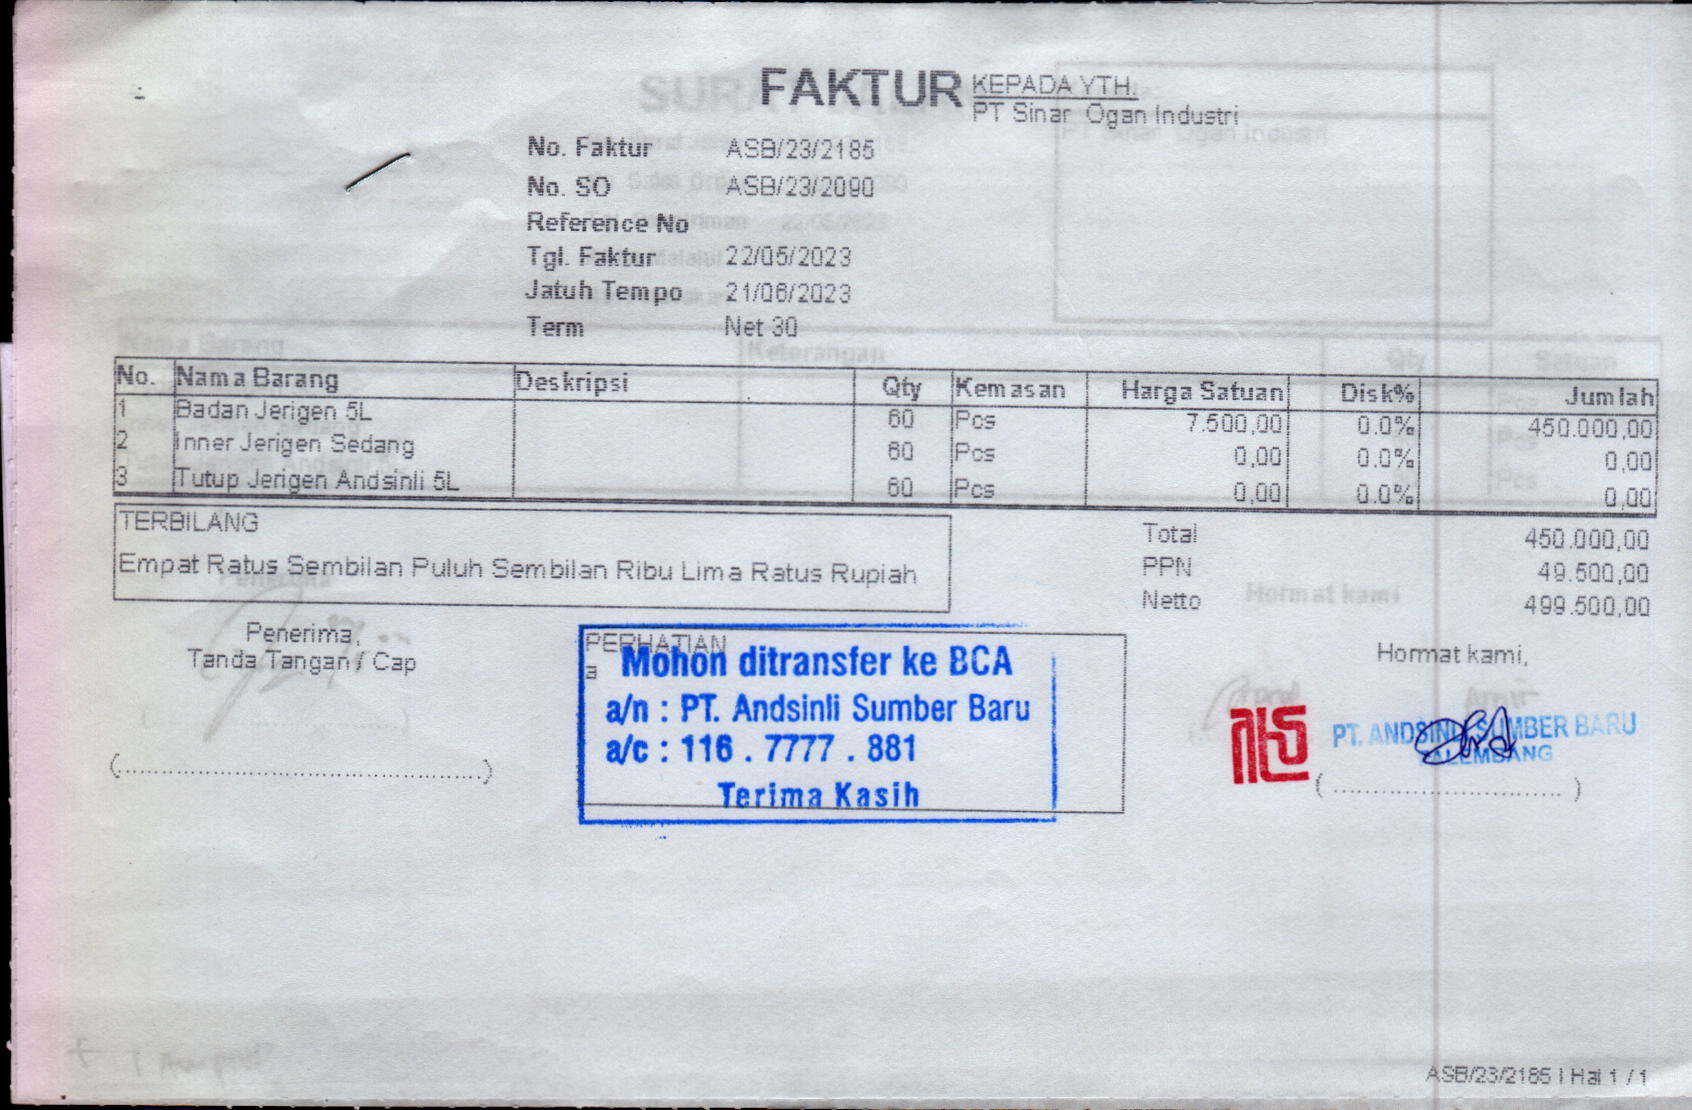 FAKTUR
KEPADA YTH.
PT Sinar Ogan Industri
No. Faktur ASB/23/2185
No. SO ASB/23/2090
Reference No
Tgl. Faktur 22/05/2023
Jatuh Tempo 21/06/2023
Term Net 30
No. Nama Barang Deskripsi Qty Kemasan Harga Satuan Disk% Jumlah
1 Badan Jerigen 5L 60 Pcs 7.500,00 0.0% 450.000,00
2 Inner Jerigen Sedang 60 Pcs 0,00 0.0% 0,00
3 Tutup Jerigen Andsinli 5L 60 Pcs 0,00 0.0% 0,00
TERBILANG
Empat Ratus Sembilan Puluh Sembilan Ribu Lima Ratus Rupiah
Total 450.000,00
PPN 49.500,00
Netto 499.500,00
Penerima,
Tanda Tangan / Cap
(................................................)
PERHATIAN
a
Mohon ditransfer ke BCA
a/n : PT. Andsinli Sumber Baru
a/c : 116 . 7777 . 881
Terima Kasih
Hormat kami,
PT. ANDSINLI SUMBER BARU
PALEMBANG
(..............................)
ASB/23/2185 | Hal 1 / 1